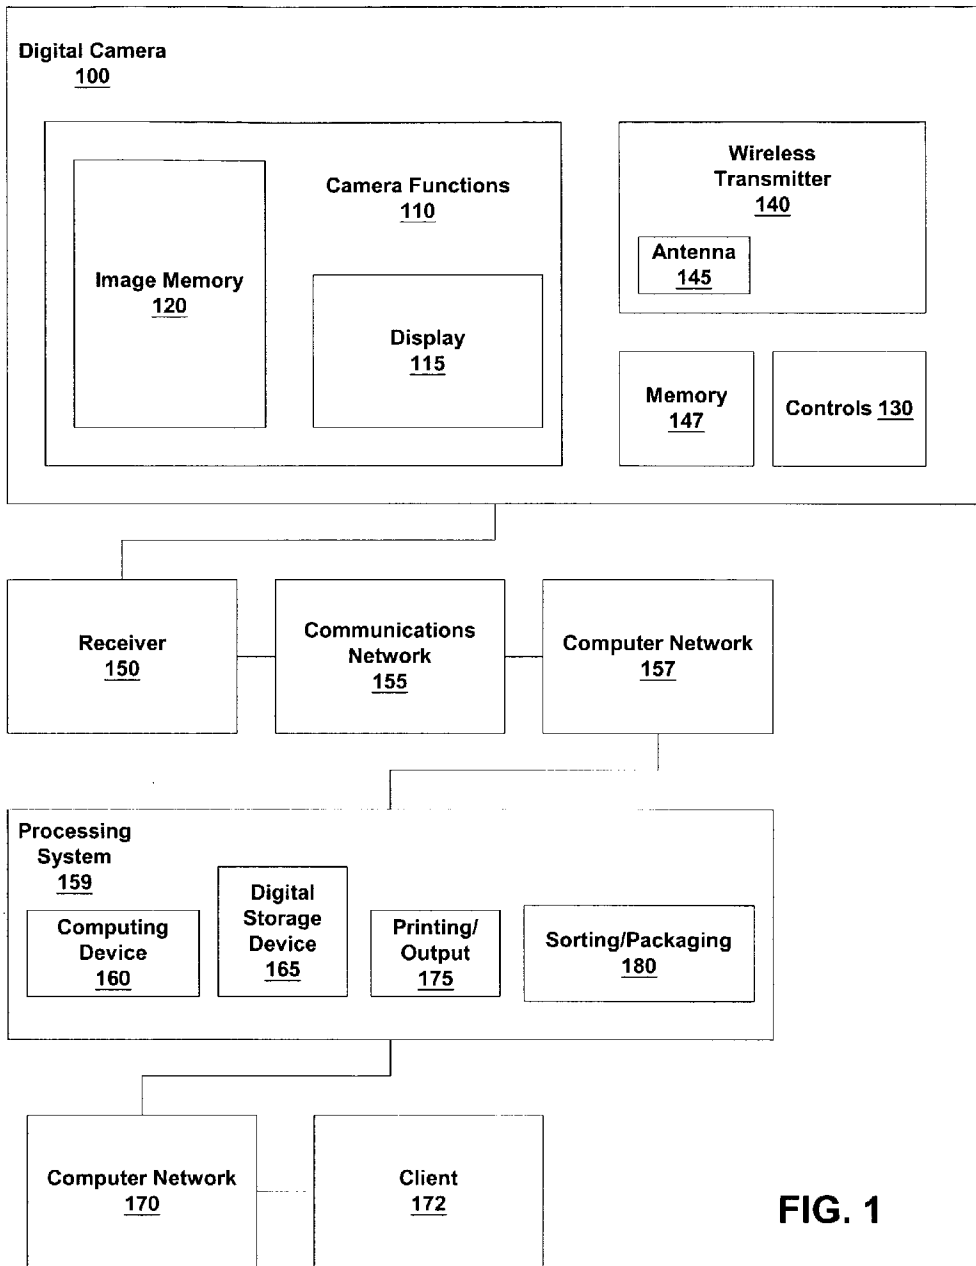 Digital Camera
100
Camera Functions
110
Image Memory
120
Display
115
Wireless
Transmitter
140
Antenna
145
Memory
147
Controls 130
Receiver
150
Communications
Network
155
Computer Network
157
Processing
System
159
Computing
Device
160
Digital
Storage
Device
165
Printing/
Output
175
Sorting/Packaging
180
Computer Network
170
Client
172
FIG. 1